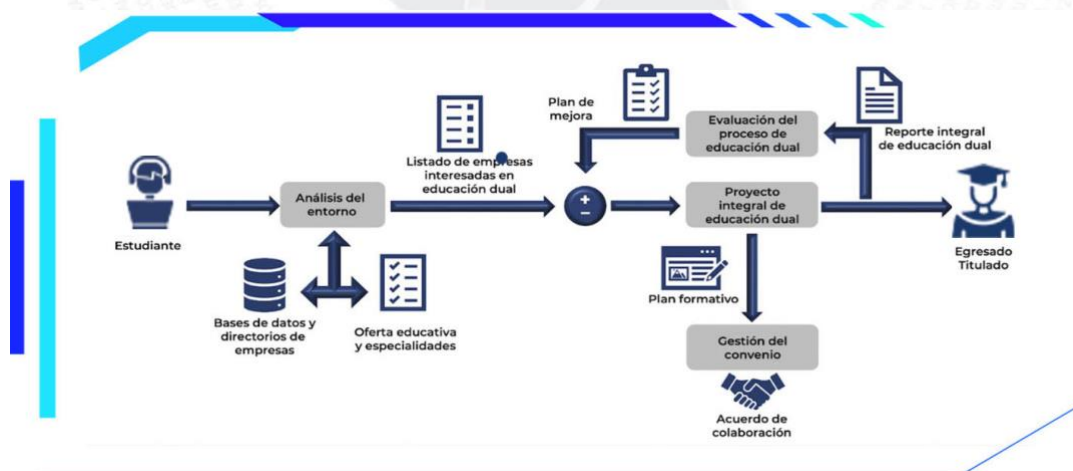 Estudiante
Análisis del
entorno
Bases de datos y
directorios de
empresas
Oferta educativa
y especialidades
Listado de empresas
interesadas en
educación dual
Plan de
mejora
+
−
Evaluación del
proceso de
educación dual
Reporte integral
de educación dual
Proyecto
integral de
educación dual
Plan formativo
Gestión del
convenio
Acuerdo de
colaboración
Egresado
Titulado